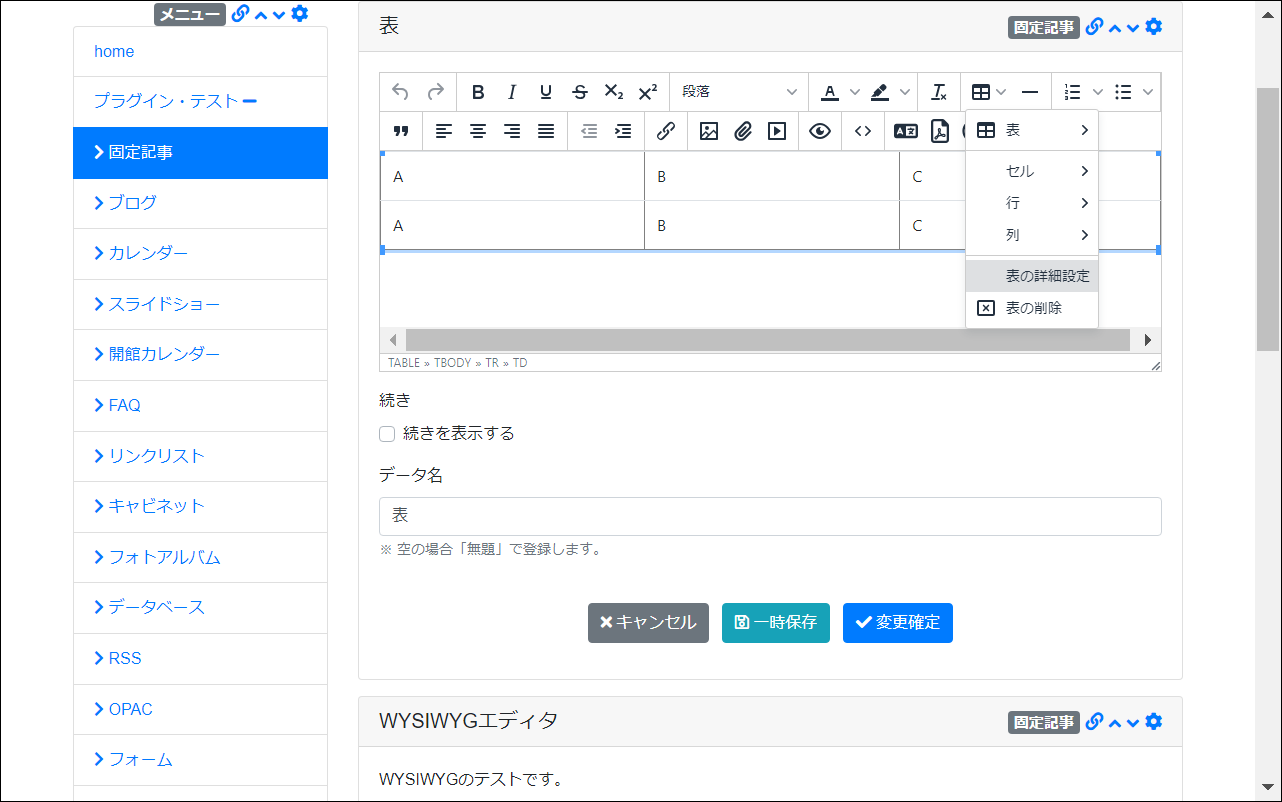 メニュー
home
プラグイン・テスト
固定記事
ブログ
カレンダー
スライドショー
開館カレンダー
FAQ
リンクリスト
キャビネット
フォトアルバム
データベース
RSS
OPAC
フォーム
表
固定記事
B I U S X₂ X² 段落 A
表
セル
行
列
表の詳細設定
表の削除
A B C
A B C
TABLE » TBODY » TR » TD
続き
続きを表示する
データ名
表
※ 空の場合「無題」で登録します。
キャンセル 一時保存 変更確定
WYSIWYGエディタ
固定記事
WYSIWYGのテストです。